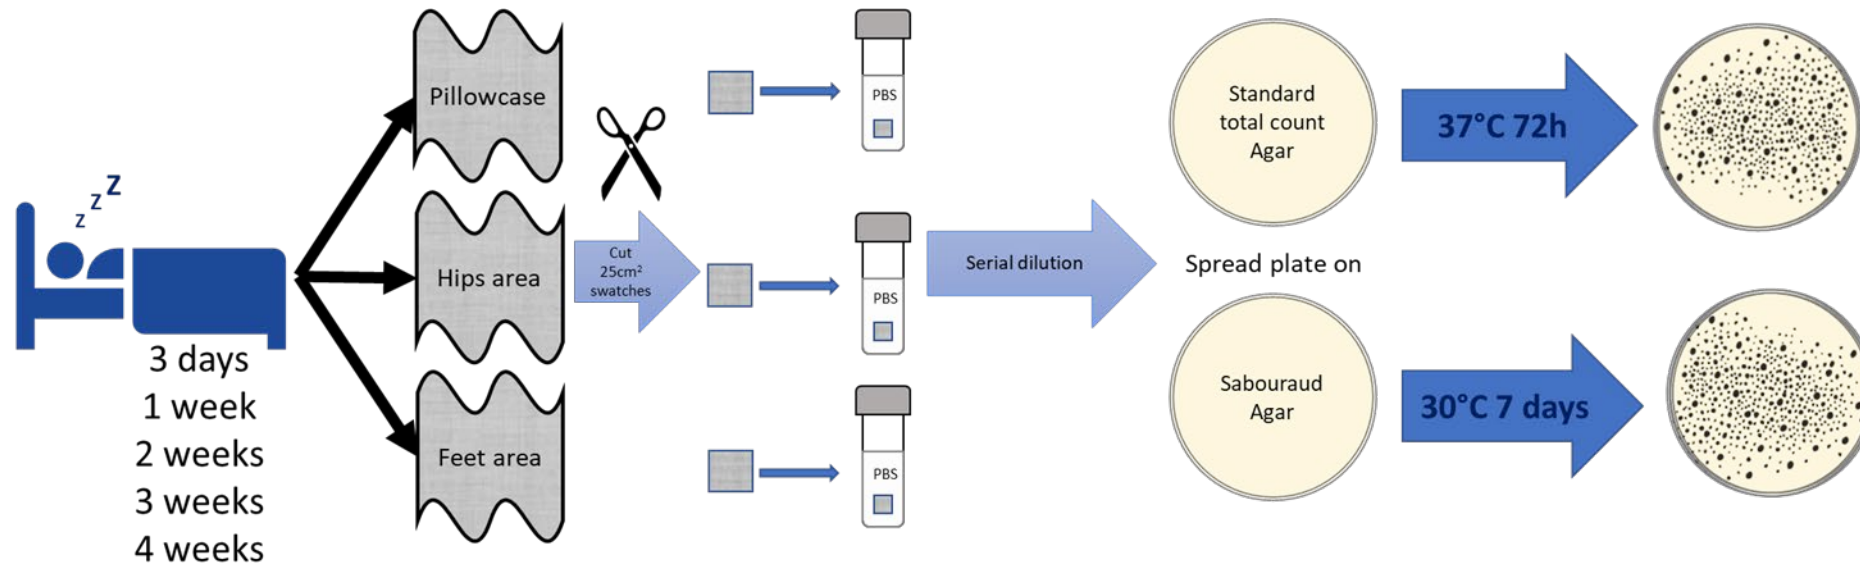 z
z
Z
3 days
1 week
2 weeks
3 weeks
4 weeks
Pillowcase
Hips area
Feet area
Cut
25cm²
swatches
PBS
PBS
PBS
Serial dilution
Standard
total count
Agar
Spread plate on
Sabouraud
Agar
37°C 72h
30°C 7 days